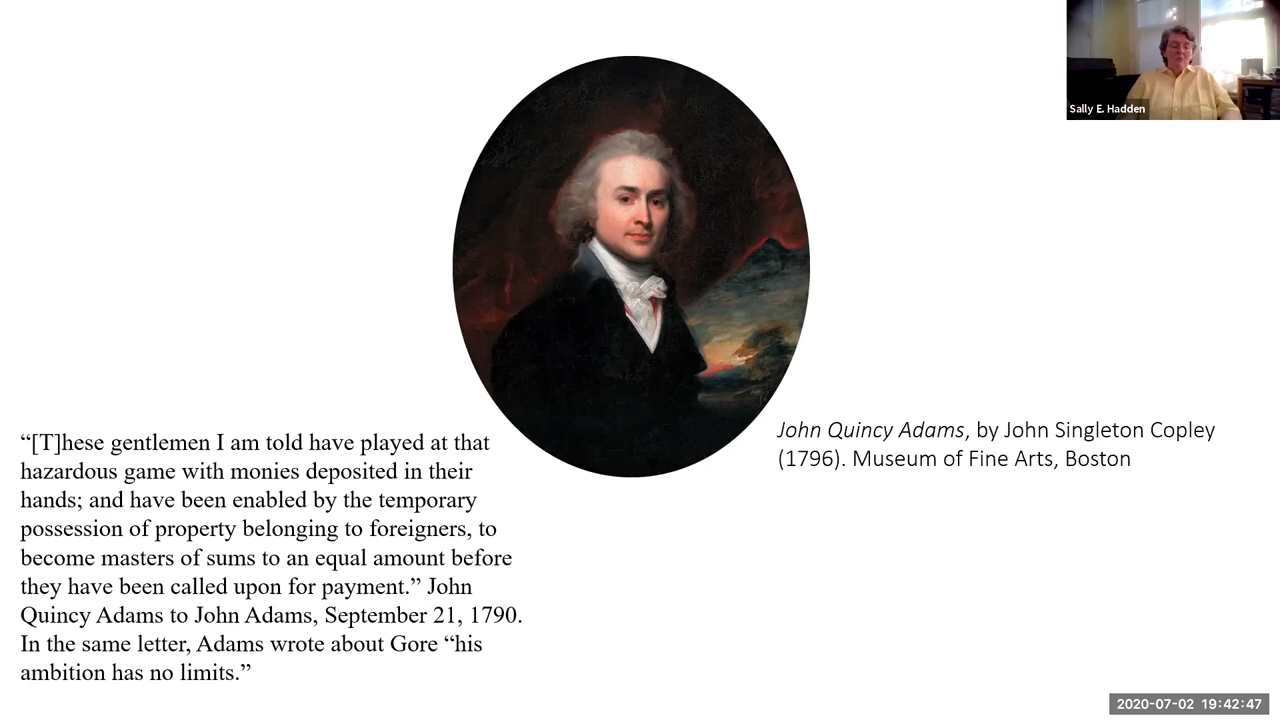 Sally E. Hadden
John Quincy Adams, by John Singleton Copley
(1796). Museum of Fine Arts, Boston
“[T]hese gentlemen I am told have played at that
hazardous game with monies deposited in their
hands; and have been enabled by the temporary
possession of property belonging to foreigners, to
become masters of sums to an equal amount before
they have been called upon for payment.” John
Quincy Adams to John Adams, September 21, 1790.
In the same letter, Adams wrote about Gore “his
ambition has no limits.”
2020-07-02 19:42:47